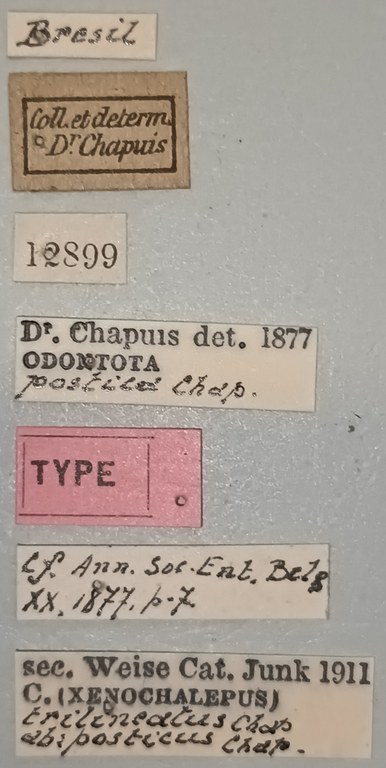 Bresil
Coll. et determ.
Dr Chapuis
12899
Dr. Chapuis det. 1877
ODONTOTA
postica Chap.
TYPE
Cf. Ann. Soc. Ent. Belg
XX, 1877, p. 7.
sec. Weise Cat. Junk 1911
C. (XENOCHALEPUS)
trilineatus Chap
ab: posticus Chap.